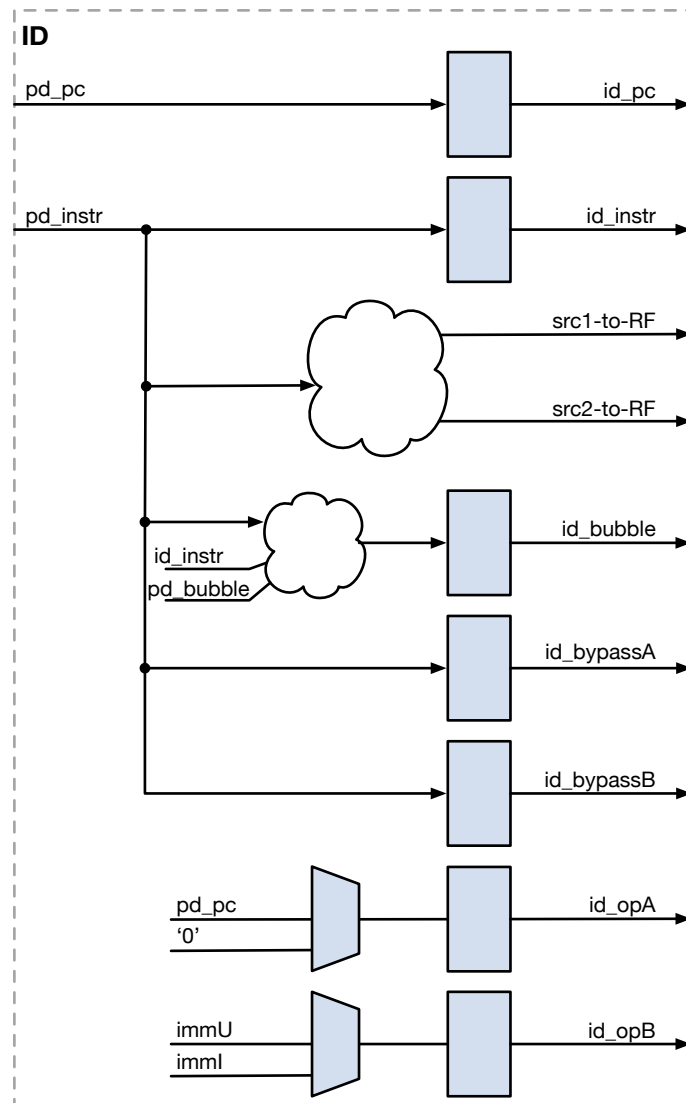 ID
pd_pc
id_pc
pd_instr
id_instr
src1-to-RF
src2-to-RF
id_bubble
id_instr
pd_bubble
id_bypassA
id_bypassB
pd_pc
id_opA
‘0’
immU
id_opB
immI